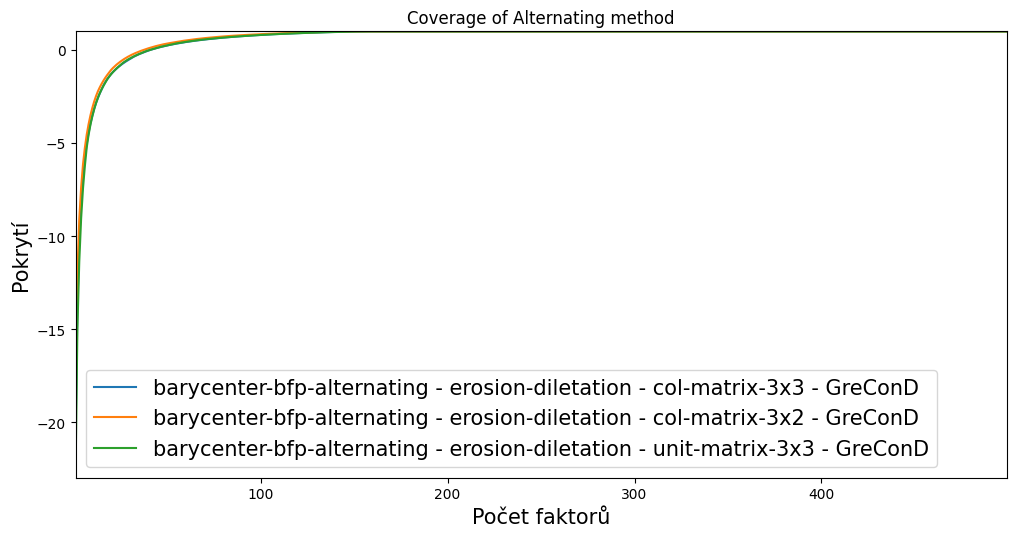 Coverage of Alternating method
Pokrytí
0
−5
−10
−15
−20
barycenter-bfp-alternating - erosion-diletation - col-matrix-3x3 - GreConD
barycenter-bfp-alternating - erosion-diletation - col-matrix-3x2 - GreConD
barycenter-bfp-alternating - erosion-diletation - unit-matrix-3x3 - GreConD
100 200 300 400
Počet faktorů